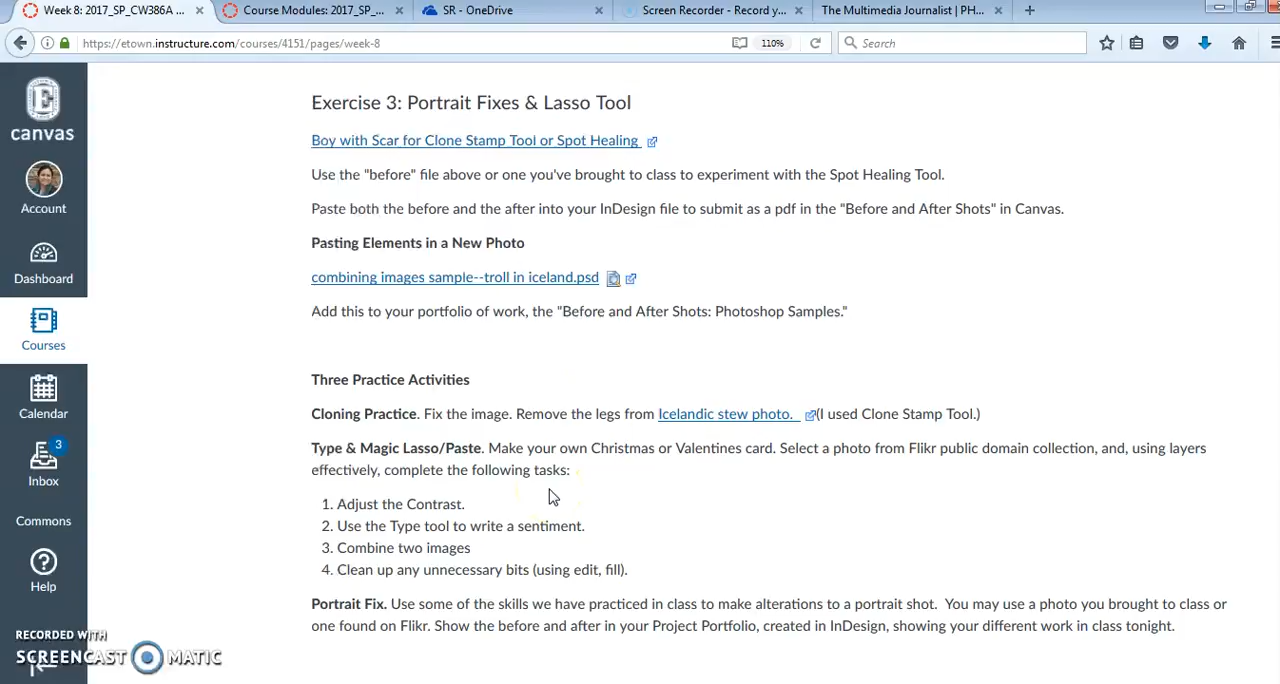 Week 8: 2017_SP_CW386A ...
Course Modules: 2017_SP_...
SR - OneDrive
Screen Recorder - Record y...
The Multimedia Journalist | PH...
https://etown.instructure.com/courses/4151/pages/week-8
110%
Search
E
canvas
Account
Dashboard
Courses
Calendar
3
Inbox
Commons
Help
Exercise 3: Portrait Fixes & Lasso Tool
Boy with Scar for Clone Stamp Tool or Spot Healing
Use the "before" file above or one you've brought to class to experiment with the Spot Healing Tool.
Paste both the before and the after into your InDesign file to submit as a pdf in the "Before and After Shots" in Canvas.
Pasting Elements in a New Photo
combining images sample--troll in iceland.psd
Add this to your portfolio of work, the "Before and After Shots: Photoshop Samples."
Three Practice Activities
Cloning Practice. Fix the image. Remove the legs from Icelandic stew photo. (I used Clone Stamp Tool.)
Type & Magic Lasso/Paste. Make your own Christmas or Valentines card. Select a photo from Flikr public domain collection, and, using layers
effectively, complete the following tasks:
1. Adjust the Contrast.
2. Use the Type tool to write a sentiment.
3. Combine two images
4. Clean up any unnecessary bits (using edit, fill).
Portrait Fix. Use some of the skills we have practiced in class to make alterations to a portrait shot. You may use a photo you brought to class or
one found on Flikr. Show the before and after in your Project Portfolio, created in InDesign, showing your different work in class tonight.
RECORDED WITH
SCREENCAST MATIC